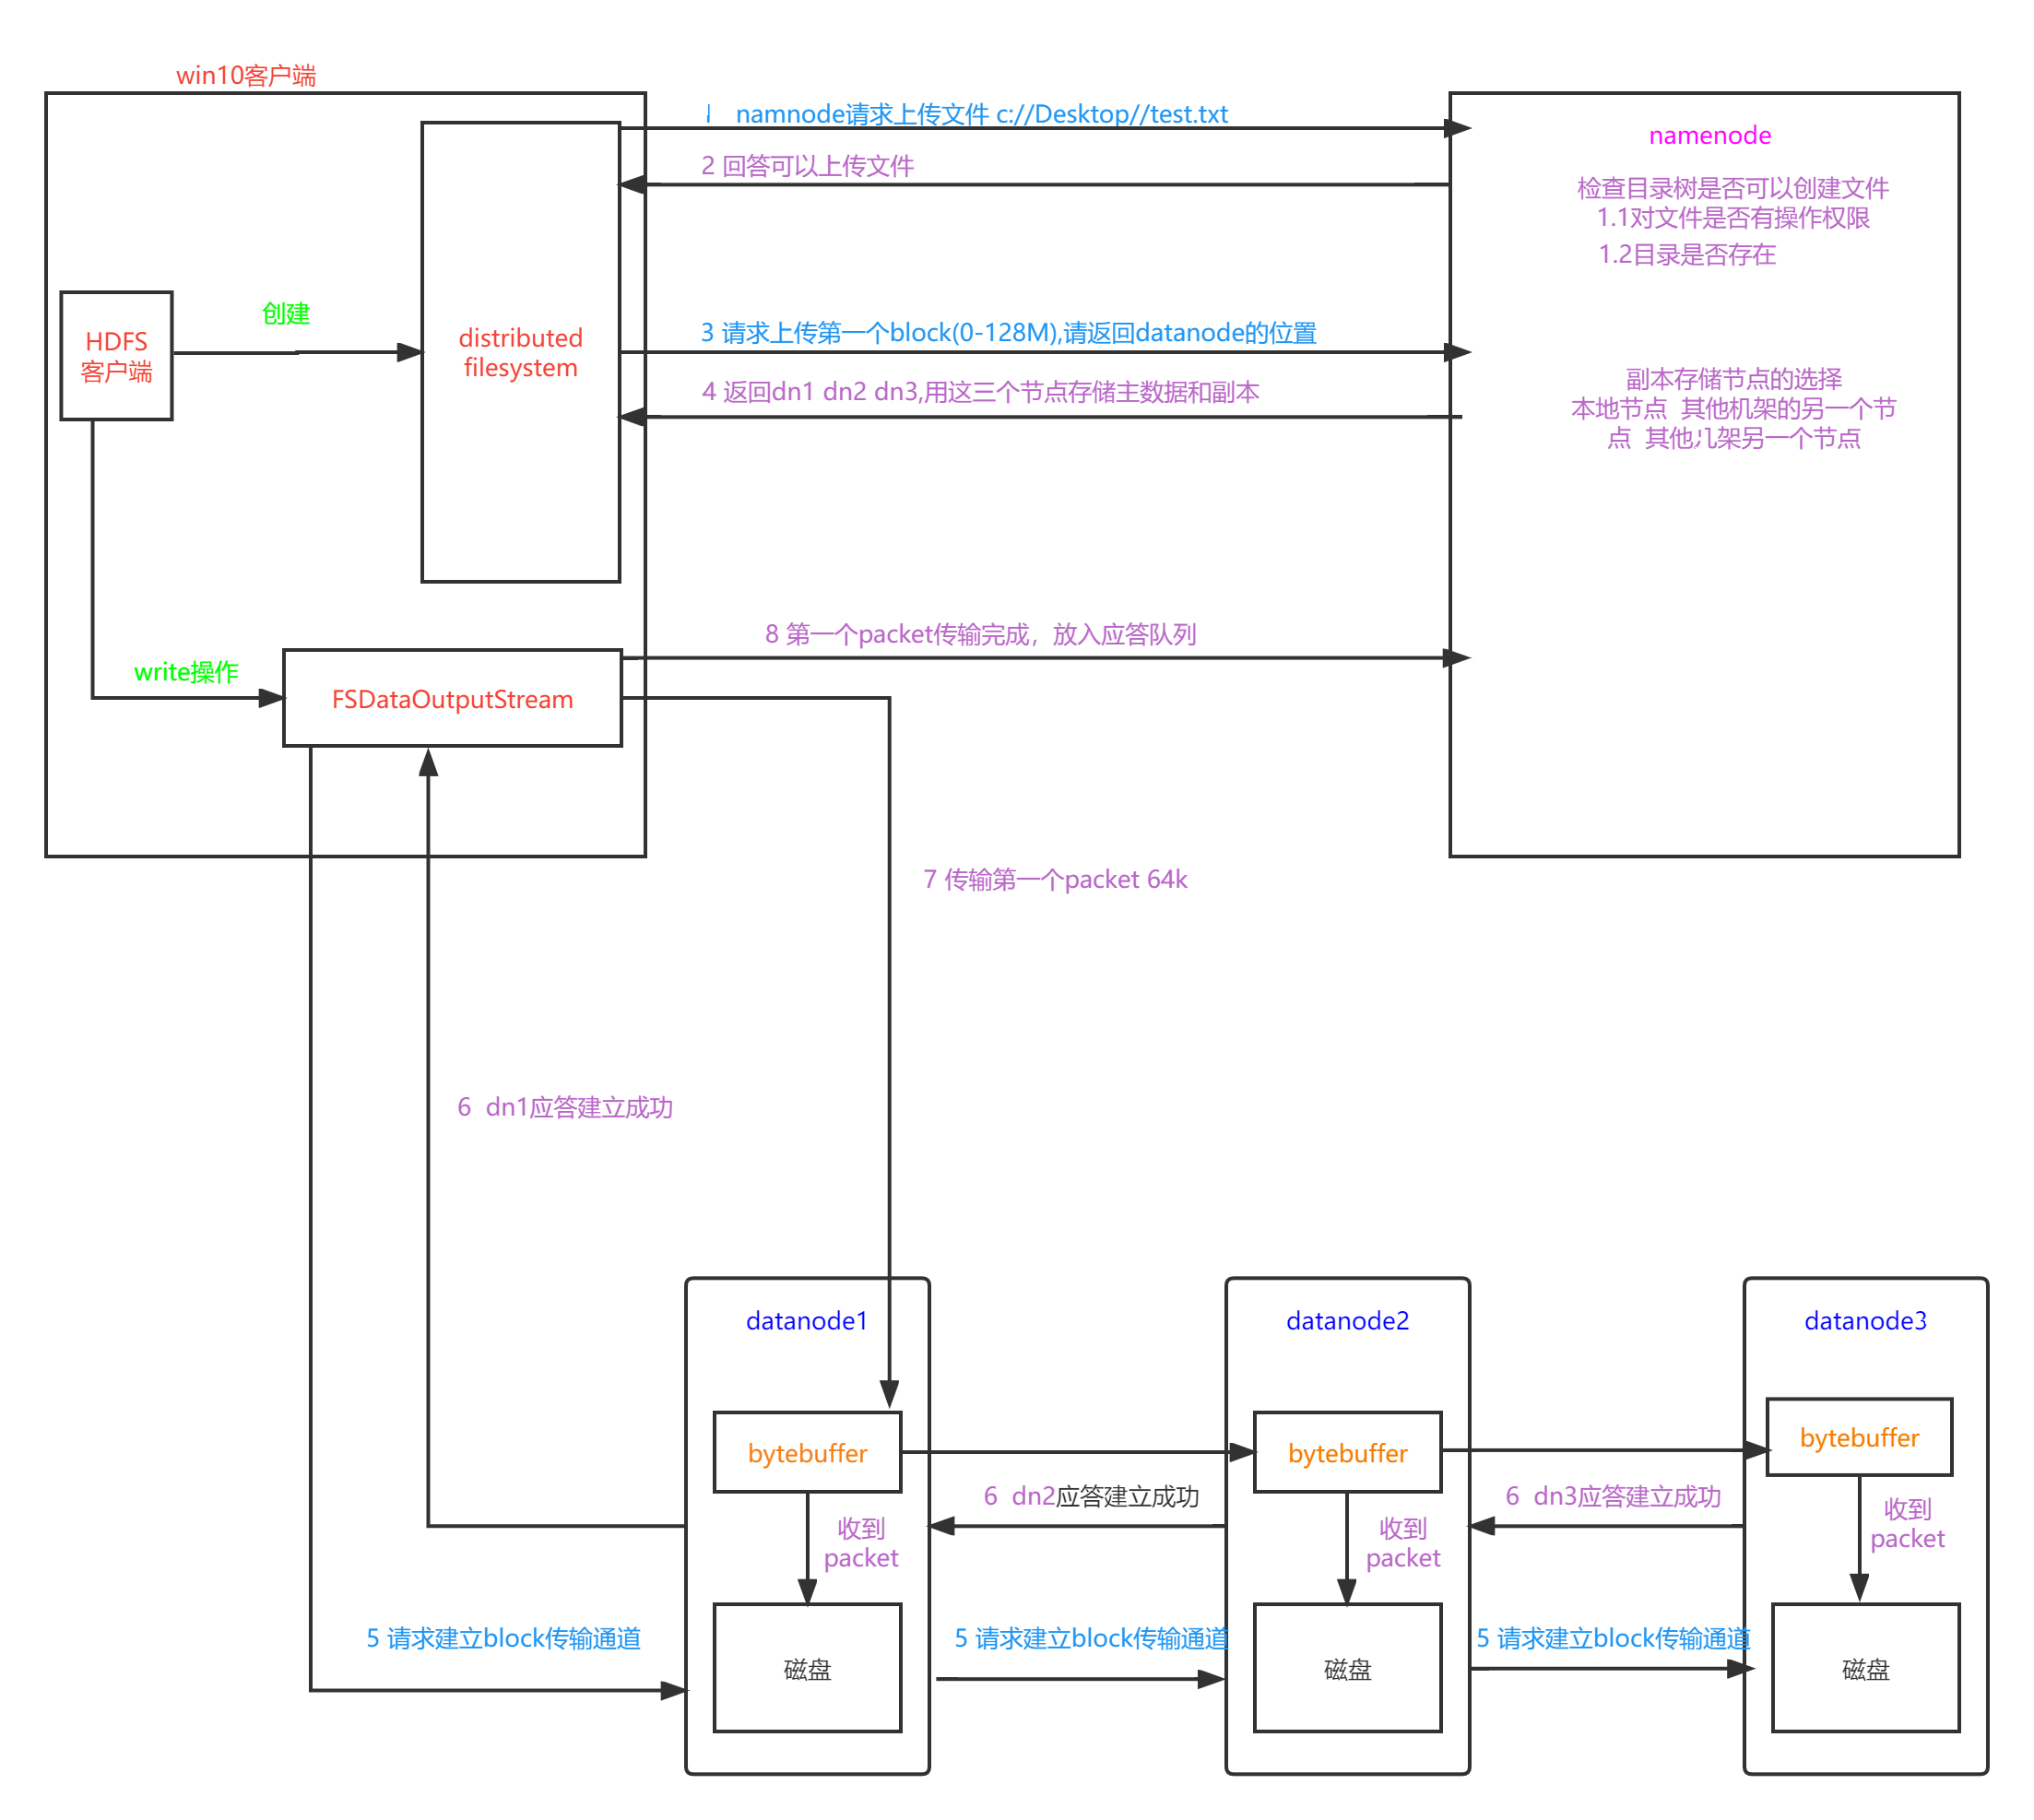 win10客户端
namnode请求上传文件 c://Desktop//test.txt
namenode
2 回答可以上传文件
检查目录树是否可以创建文件
1.1对文件是否有操作权限
1.2目录是否存在
创建
HDFS
客户端
distributed
filesystem
3 请求上传第一个block(0-128M),请返回datanode的位置
4 返回dn1 dn2 dn3,用这三个节点存储主数据和副本
副本存储节点的选择
本地节点 其他机架的另一个节
点 其他几架另一个节点
8 第一个packet传输完成，放入应答队列
write操作
FSDataOutputStream
7 传输第一个packet 64k
6 dn1应答建立成功
datanode1
datanode2
datanode3
bytebuffer
bytebuffer
bytebuffer
6 dn2应答建立成功
6 dn3应答建立成功
收到
packet
收到
packet
收到
packet
5 请求建立block传输通道
5 请求建立block传输通道
5 请求建立block传输通道
磁盘
磁盘
磁盘